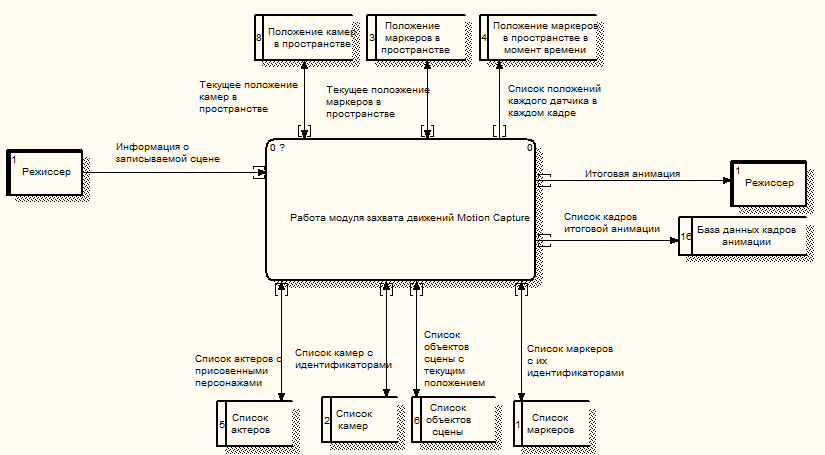 8
Положение камер
в пространстве
3
Положение
маркеров в
пространстве
4
Положение маркеров
в пространстве в
момент времени
Текущее положение
камер в
пространстве
Текущее полозжение
маркеров в
пространстве
Список положений
каждого датчика в
каждом кадре
1
Режиссер
Информация о
записываемой сцене
0 ?
0
Работа модуля захвата движений Motion Capture
Итоговая анимация
1
Режиссер
Список кадров
итоговой анимации
16
База данных кадров
анимации
Список актеров с
присовенными
персонажами
Список камер с
идентификаторами
Список
объектов
сцены с
текущим
положением
Список маркеров
с их
идентификаторами
5
Список
актеров
2
Список
камер
6
Список
объектов
сцены
1
Список
маркеров